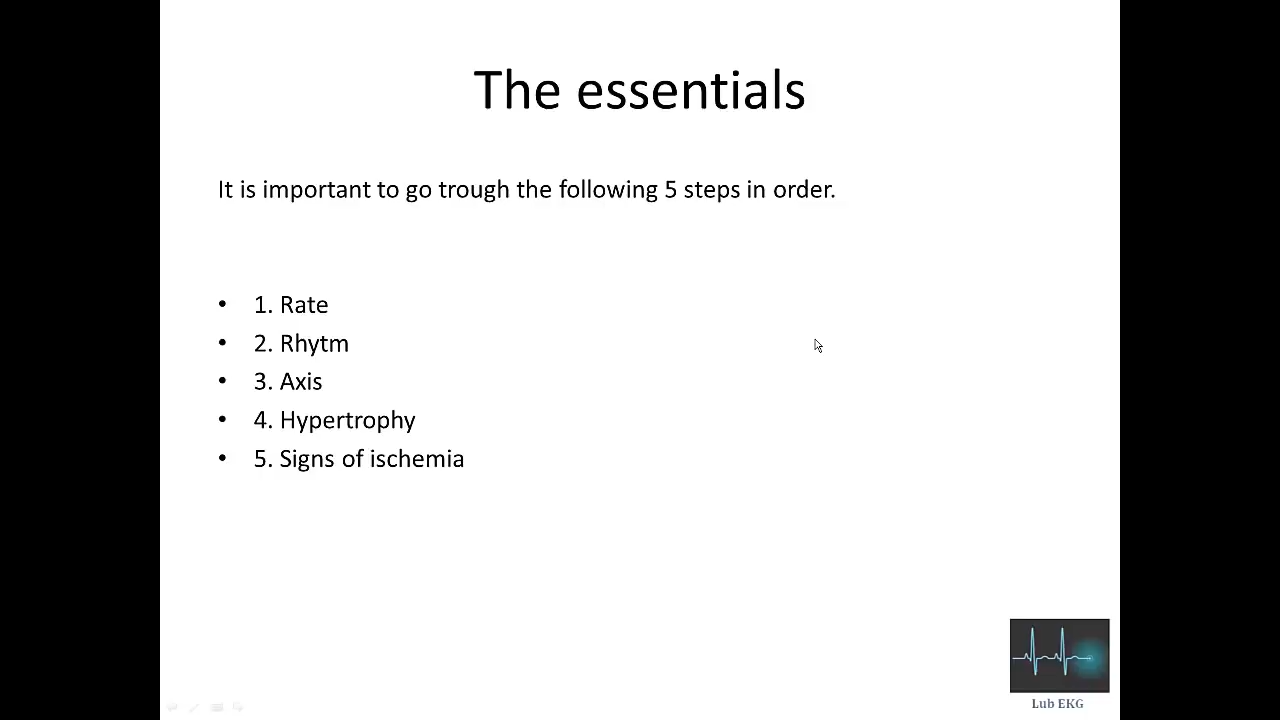 The essentials
It is important to go trough the following 5 steps in order.
• 1. Rate
• 2. Rhytm
• 3. Axis
• 4. Hypertrophy
• 5. Signs of ischemia
Lub EKG